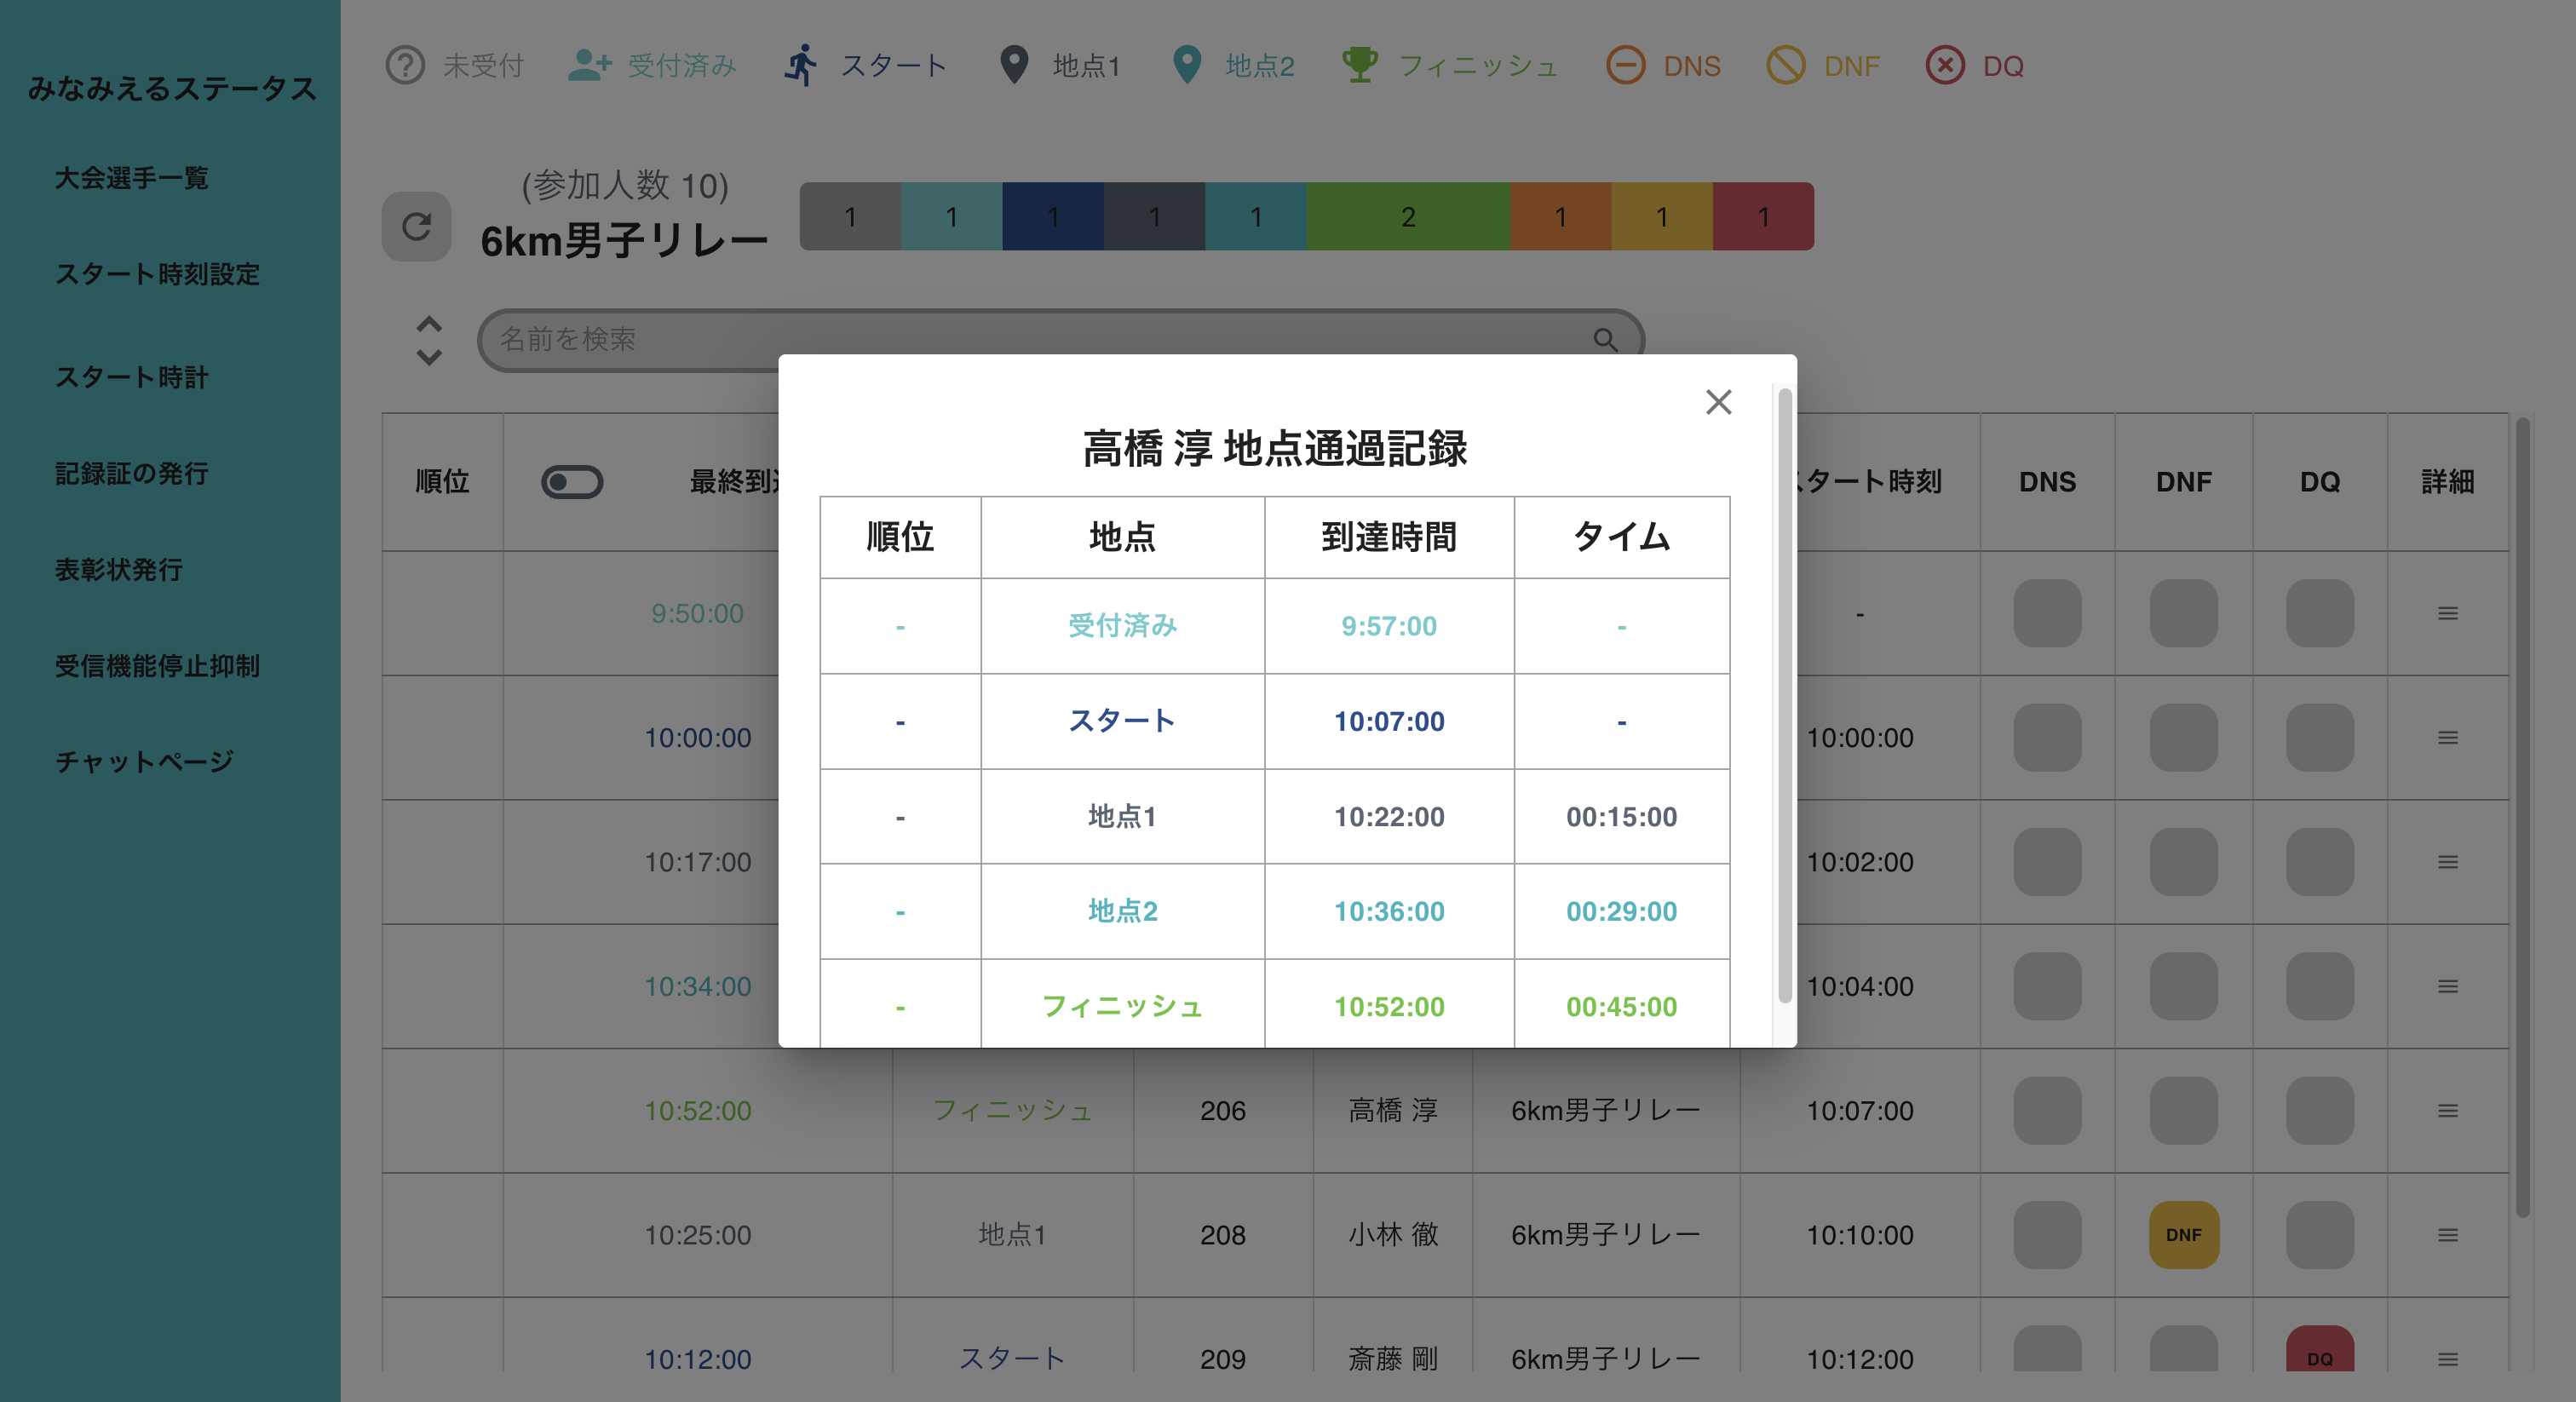 みなみえるステータス
大会選手一覧
スタート時刻設定
スタート時計
記録証の発行
表彰状発行
受信機能停止抑制
チャットページ
未受付 受付済み スタート 地点1 地点2 フィニッシュ DNS DNF DQ
(参加人数 10)
6km男子リレー
1 1 1 1 1 2 1 1 1
名前を検索
高橋 淳 地点通過記録
順位 地点 到達時間 タイム
- 受付済み 9:57:00 -
- スタート 10:07:00 -
- 地点1 10:22:00 00:15:00
- 地点2 10:36:00 00:29:00
- フィニッシュ 10:52:00 00:45:00
順位 最終到 タート時刻 DNS DNF DQ 詳細
9:50:00 -
10:00:00 10:00:00
10:17:00 10:02:00
10:34:00 10:04:00
10:52:00 フィニッシュ 206 高橋 淳 6km男子リレー 10:07:00
10:25:00 地点1 208 小林 徹 6km男子リレー 10:10:00 DNF
10:12:00 スタート 209 斎藤 剛 6km男子リレー 10:12:00 DQ